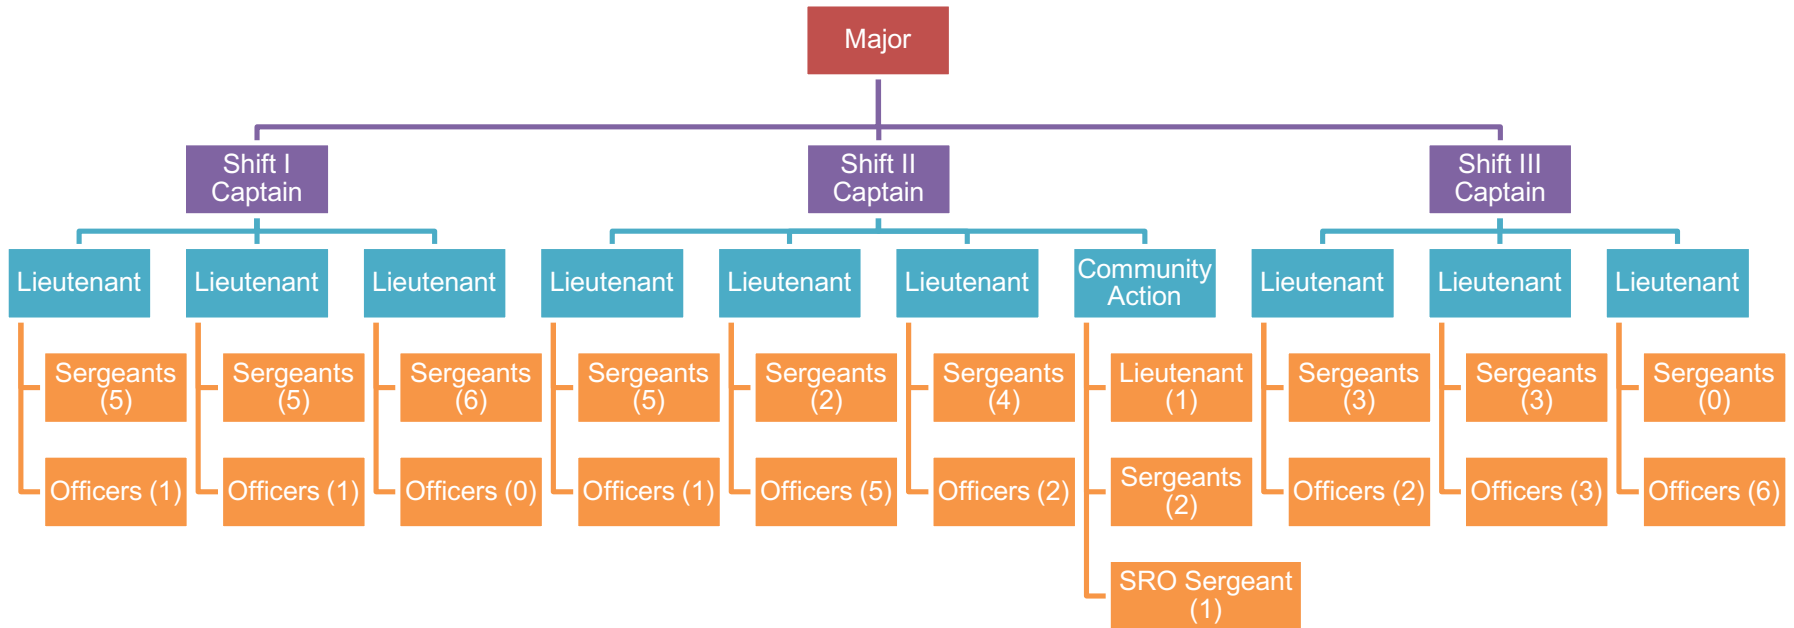 Major
Shift I
Captain
Shift II
Captain
Shift III
Captain
Lieutenant
Lieutenant
Lieutenant
Lieutenant
Lieutenant
Lieutenant
Community
Action
Lieutenant
Lieutenant
Lieutenant
Sergeants
(5)
Sergeants
(5)
Sergeants
(6)
Sergeants
(5)
Sergeants
(2)
Sergeants
(4)
Lieutenant
(1)
Sergeants
(3)
Sergeants
(3)
Sergeants
(0)
Officers (1)
Officers (1)
Officers (0)
Officers (1)
Officers (5)
Officers (2)
Sergeants
(2)
Officers (2)
Officers (3)
Officers (6)
SRO Sergeant
(1)